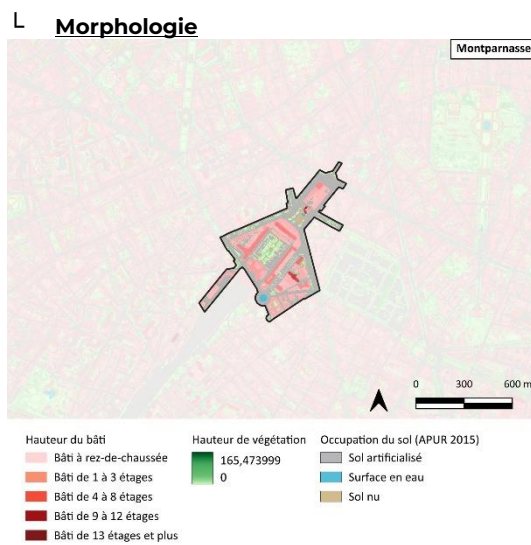 L Morphologie
Montparnasse
0 300 600 m
Hauteur du bâti
Bâti à rez-de-chaussée
Bâti de 1 à 3 étages
Bâti de 4 à 8 étages
Bâti de 9 à 12 étages
Bâti de 13 étages et plus
Hauteur de végétation
165,473999
0
Occupation du sol (APUR 2015)
Sol artificialisé
Surface en eau
Sol nu